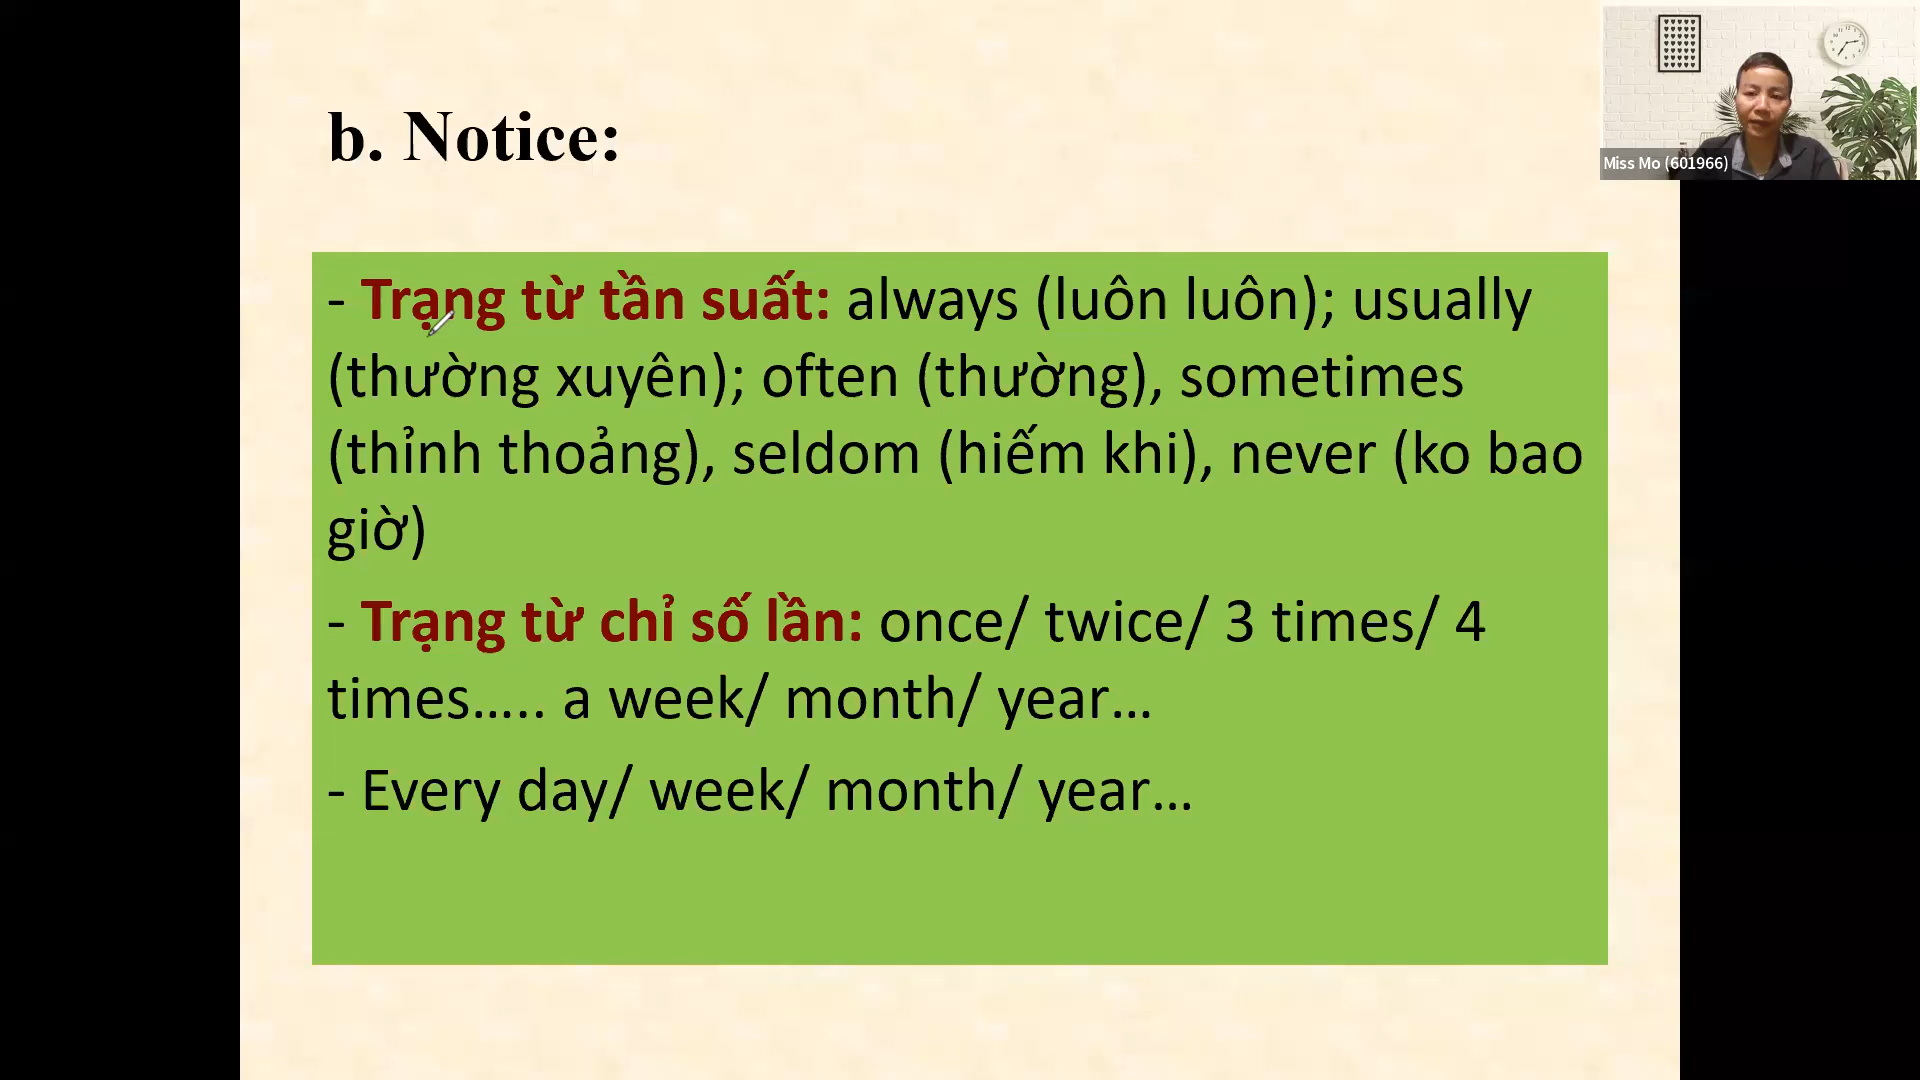 b. Notice:
Miss Mo (601966)
- Trạng từ tần suất: always (luôn luôn); usually
(thường xuyên); often (thường), sometimes
(thỉnh thoảng), seldom (hiếm khi), never (ko bao
giờ)
- Trạng từ chỉ số lần: once/ twice/ 3 times/ 4
times….. a week/ month/ year…
- Every day/ week/ month/ year…